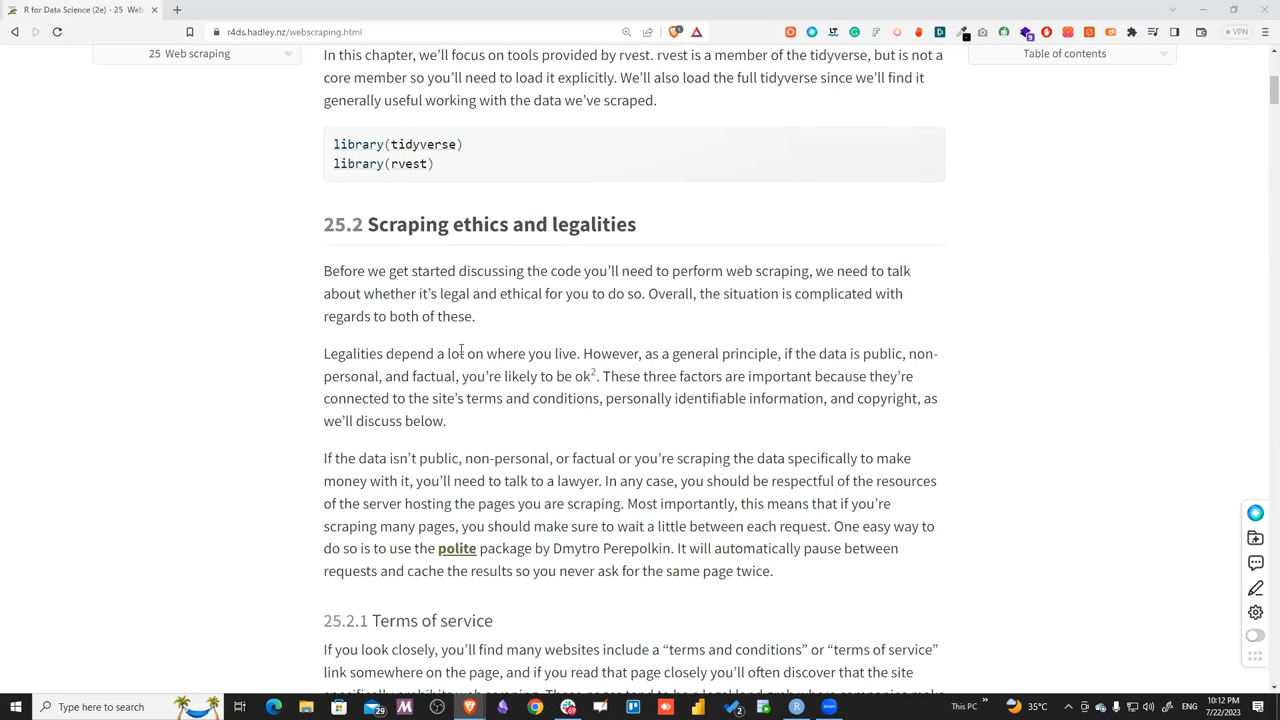 R for Data Science (2e) - 25 Web
r4ds.hadley.nz/webscraping.html
VPN
25 Web scraping
Table of contents
In this chapter, we'll focus on tools provided by rvest. rvest is a member of the tidyverse, but is not a
core member so you'll need to load it explicitly. We'll also load the full tidyverse since we'll find it
generally useful working with the data we've scraped.
library(tidyverse)
library(rvest)
25.2 Scraping ethics and legalities
Before we get started discussing the code you'll need to perform web scraping, we need to talk
about whether it's legal and ethical for you to do so. Overall, the situation is complicated with
regards to both of these.
Legalities depend a lot on where you live. However, as a general principle, if the data is public, non-
personal, and factual, you're likely to be ok2. These three factors are important because they're
connected to the site's terms and conditions, personally identifiable information, and copyright, as
we'll discuss below.
If the data isn't public, non-personal, or factual or you're scraping the data specifically to make
money with it, you'll need to talk to a lawyer. In any case, you should be respectful of the resources
of the server hosting the pages you are scraping. Most importantly, this means that if you're
scraping many pages, you should make sure to wait a little between each request. One easy way to
do so is to use the polite package by Dmytro Perepolkin. It will automatically pause between
requests and cache the results so you never ask for the same page twice.
25.2.1 Terms of service
If you look closely, you'll find many websites include a "terms and conditions" or "terms of service"
link somewhere on the page, and if you read that page closely you'll often discover that the site
Type here to search
29
2
This PC
35°C
10:12 PM
7/22/2023